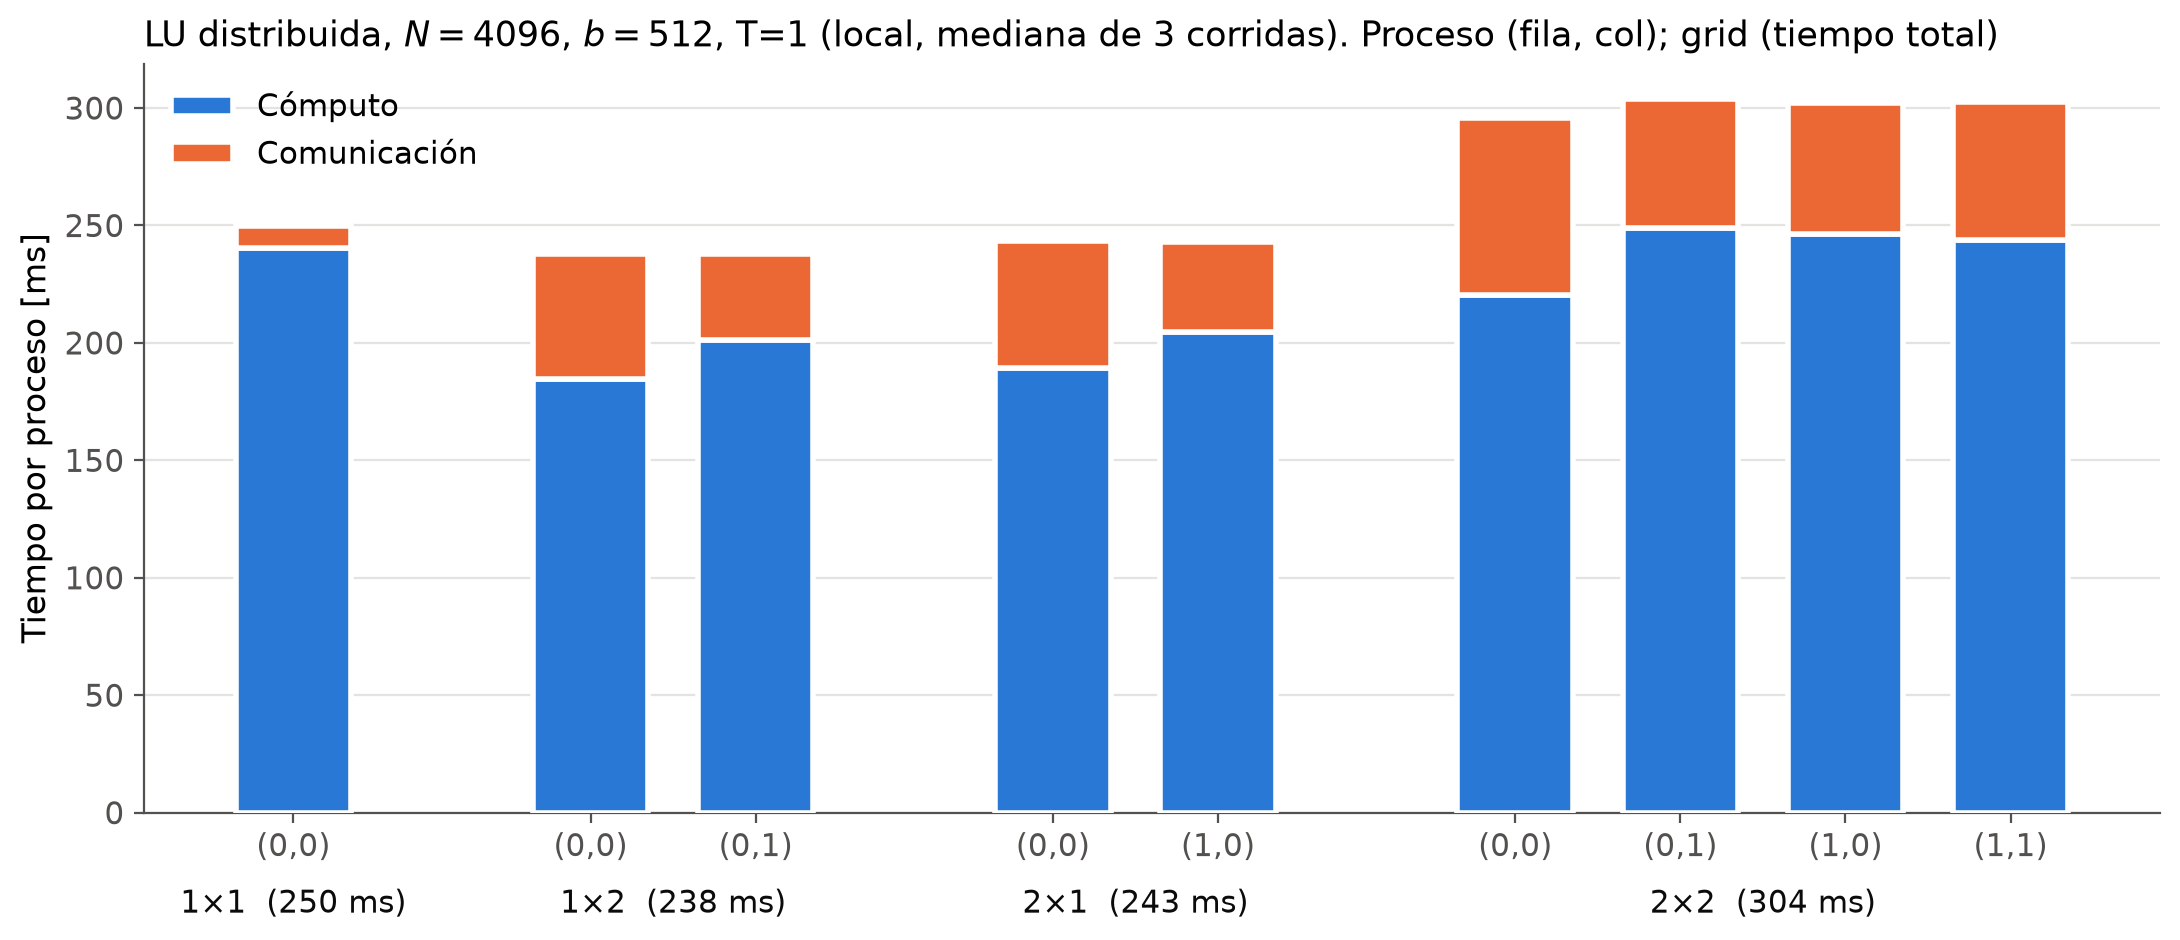 LU distribuida, N = 4096, b = 512, T=1 (local, mediana de 3 corridas). Proceso (fila, col); grid (tiempo total)
Cómputo
Comunicación
Tiempo por proceso [ms]
300
250
200
150
100
50
0
(0,0) (0,0) (0,1) (0,0) (1,0) (0,0) (0,1) (1,0) (1,1)
1×1 (250 ms) 1×2 (238 ms) 2×1 (243 ms) 2×2 (304 ms)